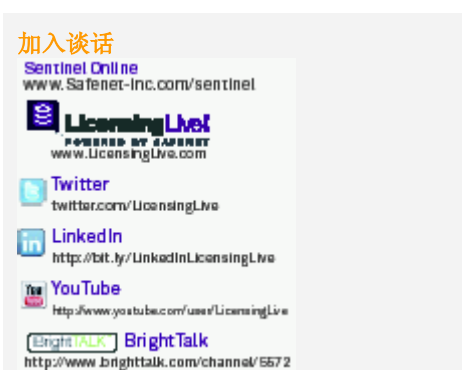 加入谈话
Sentinel Online
www.Safenet-Inc.com/sentinel
LicensingLive!
POWERED BY SAFENET
www.LicensingLive.com
Twitter
twitter.com/LicensingLive
in LinkedIn
http://bit.ly/LinkedInLicensingLive
You YouTube
http://www.youtube.com/user/LicensingLive
BrightTALK BrightTalk
http://www.brighttalk.com/channel/5572